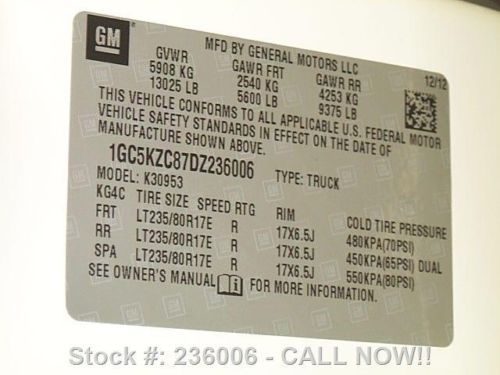 GM
MFD BY GENERAL MOTORS LLC
GVWR GAWR FRT GAWR RR 12/12
5908 KG 2540 KG 4253 KG
13025 LB 5600 LB 9375 LB
THIS VEHICLE CONFORMS TO ALL APPLICABLE U.S. FEDERAL MOTOR
VEHICLE SAFETY STANDARDS IN EFFECT ON THE DATE OF
MANUFACTURE SHOWN ABOVE.
1GC5KZC87DZ236006
MODEL: K30953 TYPE: TRUCK
KG4C TIRE SIZE SPEED RTG RIM COLD TIRE PRESSURE
FRT LT235/80R17E R 17X6.5J 480KPA(70PSI)
RR LT235/80R17E R 17X6.5J 450KPA(65PSI) DUAL
SPA LT235/80R17E R 17X6.5J 550KPA(80PSI)
SEE OWNER'S MANUAL FOR MORE INFORMATION.
Stock #: 236006 - CALL NOW!!